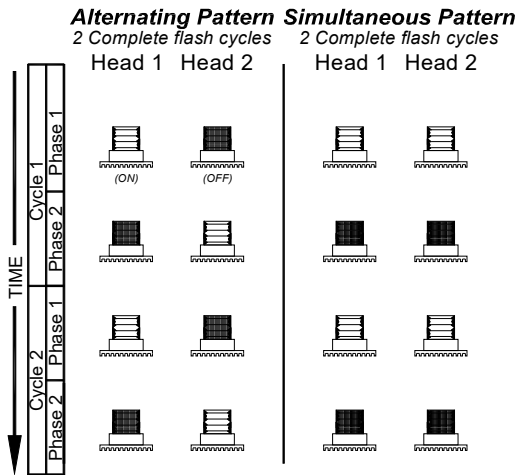 Alternating Pattern
2 Complete flash cycles
Head 1 Head 2
Simultaneous Pattern
2 Complete flash cycles
Head 1 Head 2
TIME
Cycle 1
Phase 1
(ON) (OFF)
Phase 2
Cycle 2
Phase 1
Phase 2